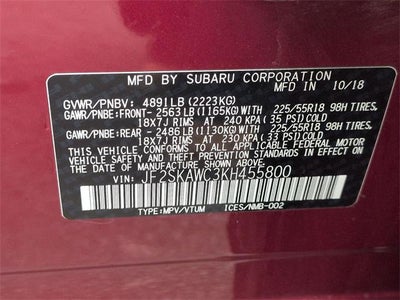 MFD BY SUBARU CORPORATION 10/18
GVWR/PNBV: 4891LB (2223KG)
GAWR/PNBE:FRONT- 2563LB (1165KG)WITH 225/55R18 98H TIRES,
18X7J RIMS AT 240 KPA (35 PSI)COLD
GAWR/PNBE:REAR - 2486LB (1130KG)WITH 225/55R18 98H TIRES,
18X7J RIMS AT 230 KPA (33 PSI)COLD
THIS VEHICLE CONFORMS TO ALL APPLICABLE FEDERAL MOTOR
VEHICLE SAFETY AND THEFT PREVENTION STANDARDS IN EFFECT ON
THE DATE OF MANUFACTURE SHOWN ABOVE.
VIN: JF2SKAWC3KH455800
TYPE:MPV/VTUM ICES/NMB-002